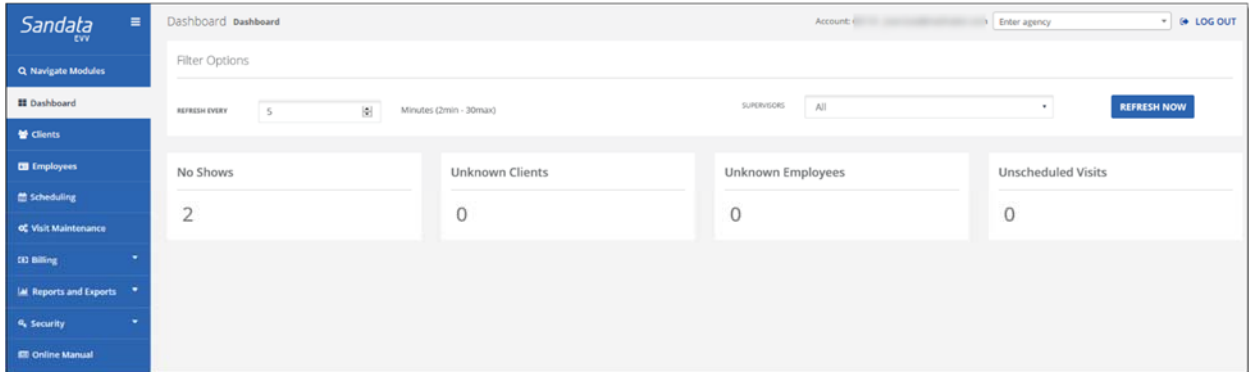 Sandata
EVV
Dashboard Dashboard
Account:
Enter agency
LOG OUT
Navigate Modules
Dashboard
Clients
Employees
Scheduling
Visit Maintenance
Billing
Reports and Exports
Security
Online Manual
Filter Options
REFRESH EVERY 5 Minutes (2min - 30max)
SUPERVISORS All
REFRESH NOW
No Shows
2
Unknown Clients
0
Unknown Employees
0
Unscheduled Visits
0